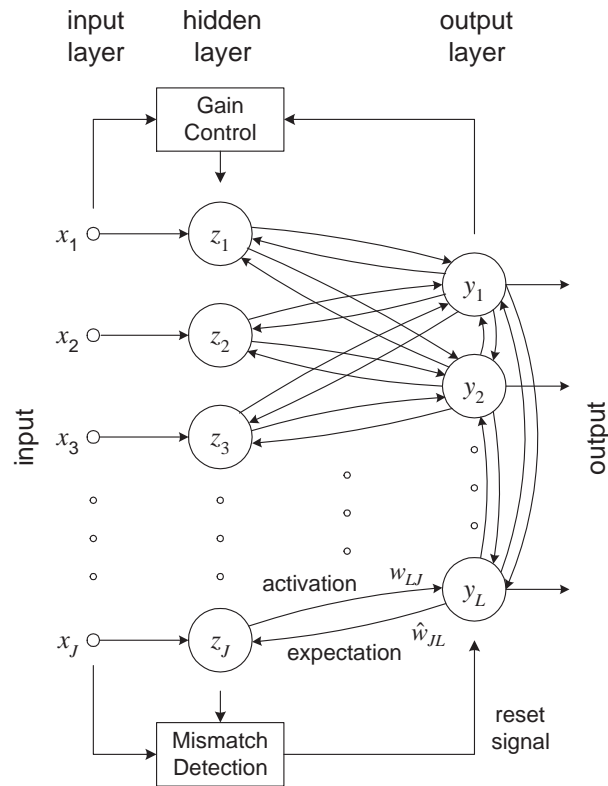 input layer
hidden layer
output layer
Gain Control
x1
z1
y1
x2
z2
y2
x3
z3
input
output
activation
wLJ
yL
xJ
zJ
expectation
ŵJL
Mismatch Detection
reset signal